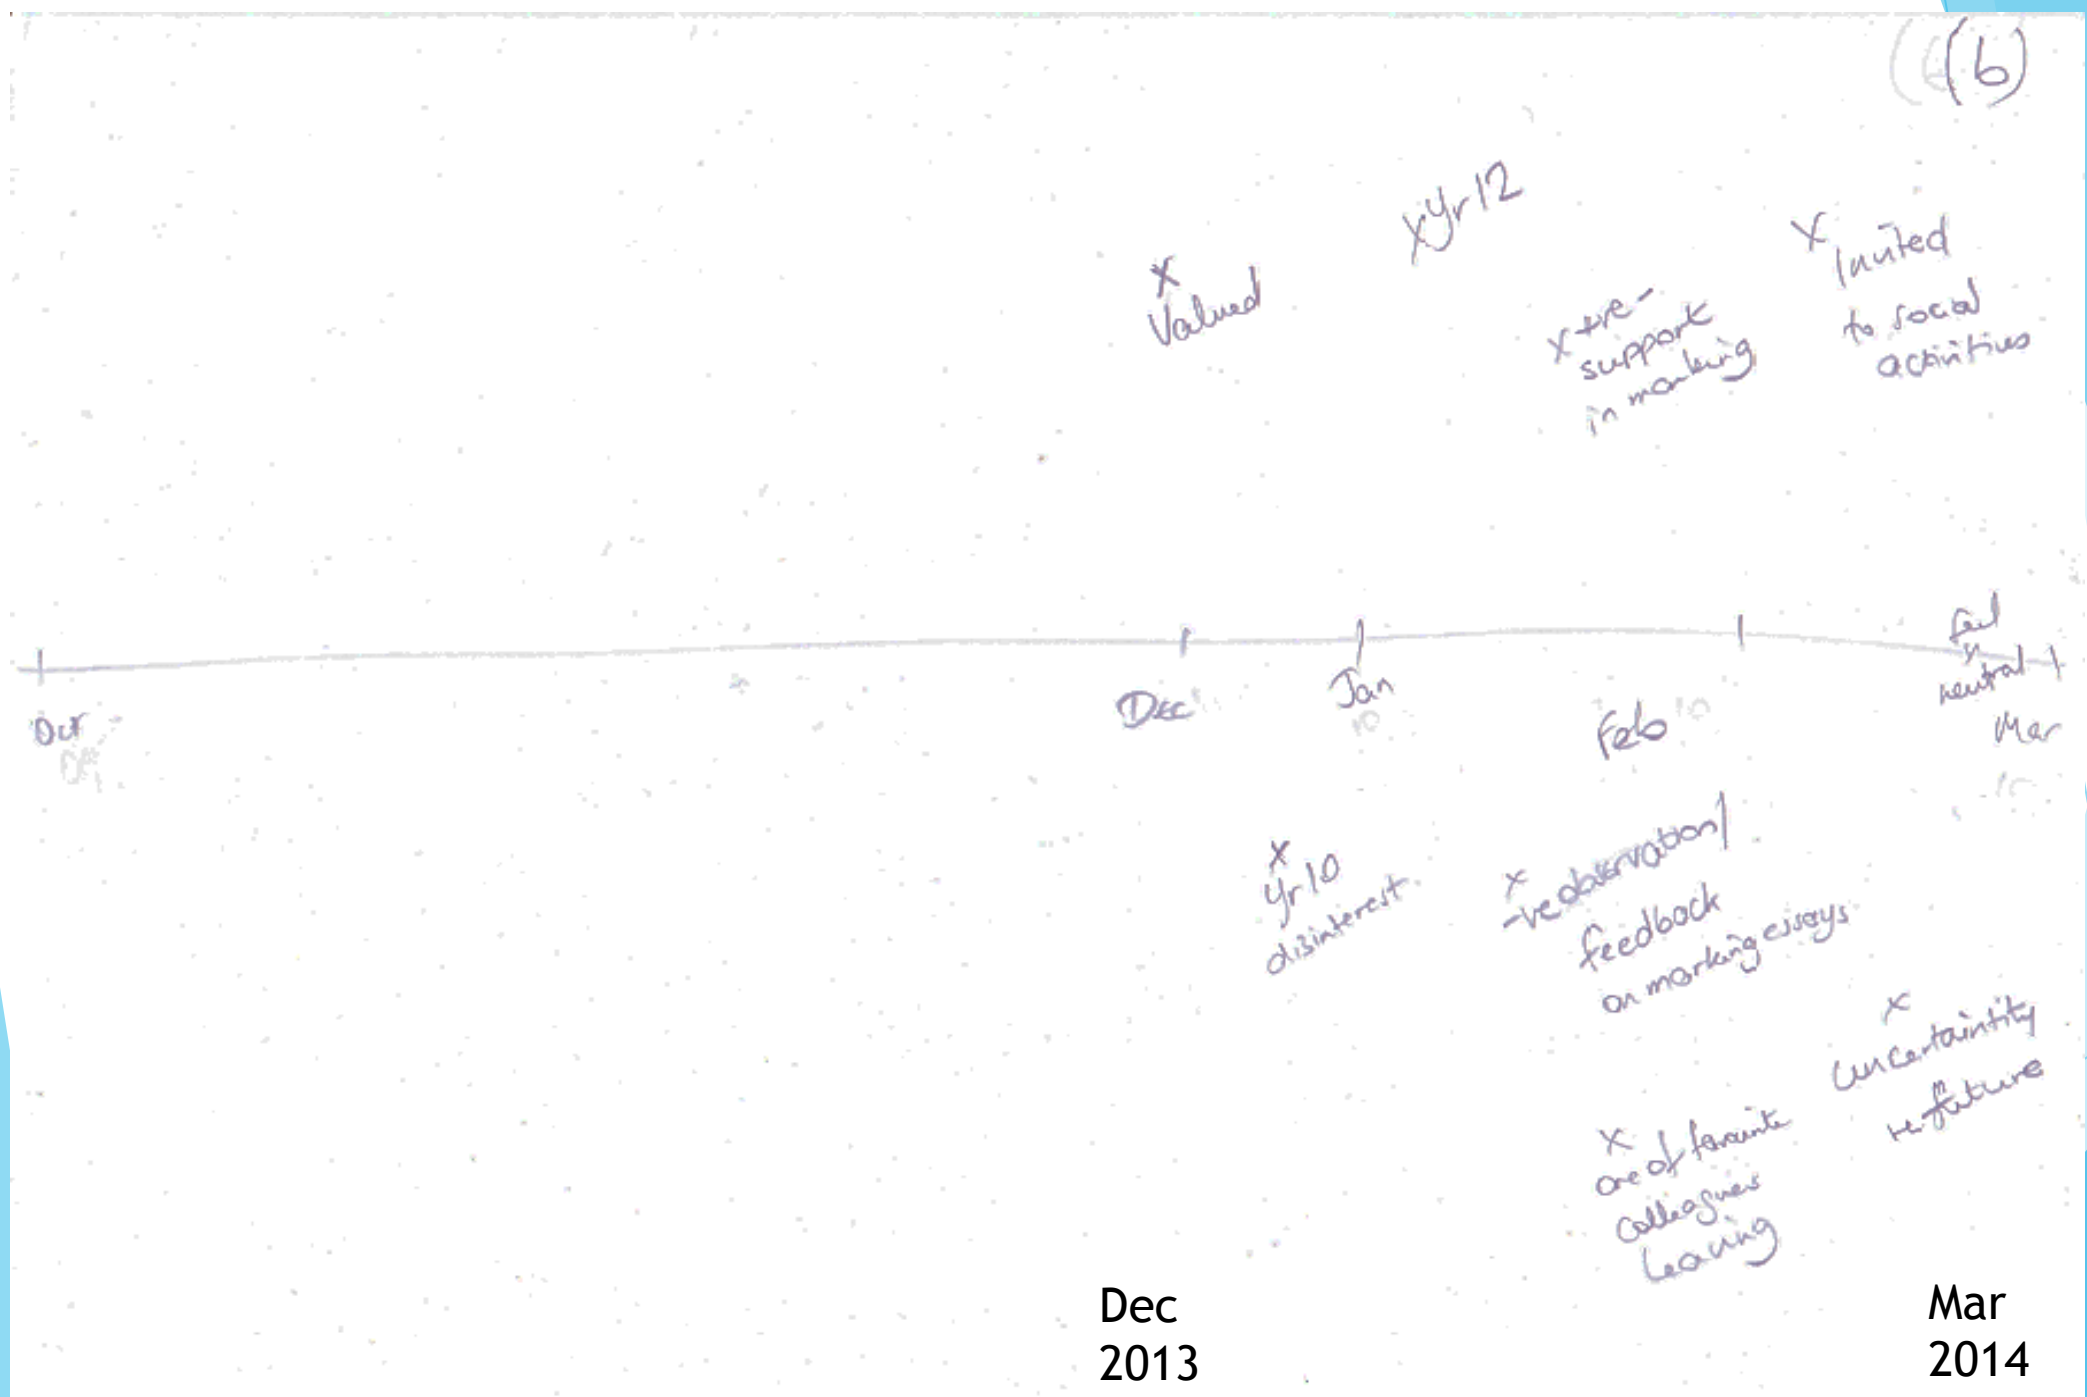 (b)
x Yr 12
x
Valued
x
Invited
to social
activities
x +ve
support
in marking
feel
x
neutral
Oct
Dec
Jan
Feb
Mar
x
Yr 10
disinterest
x
-ve observation/
feedback
on marking essays
x
uncertaintity
re future
x
one of favourite
colleagues
leaving
Dec
2013
Mar
2014